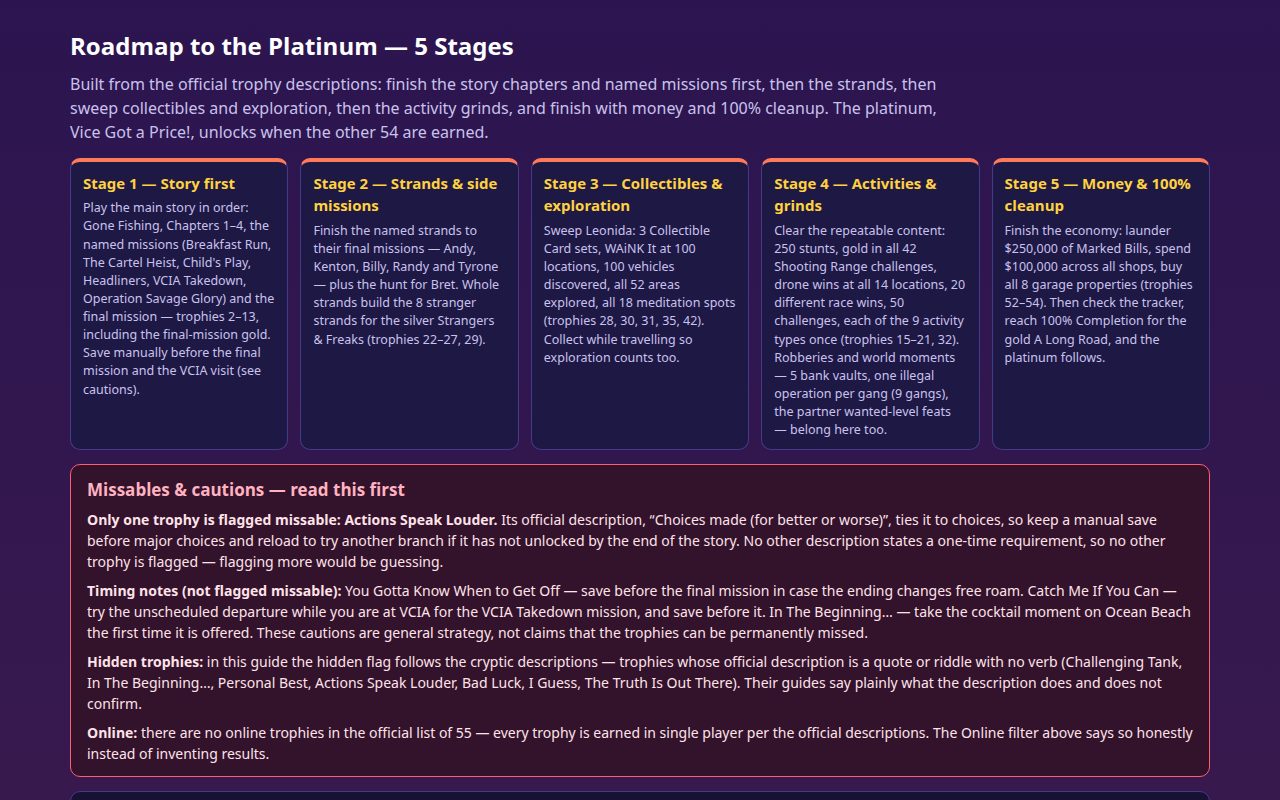 Roadmap to the Platinum — 5 Stages
Built from the official trophy descriptions: finish the story chapters and named missions first, then the strands, then
sweep collectibles and exploration, then the activity grinds, and finish with money and 100% cleanup. The platinum,
Vice Got a Price!, unlocks when the other 54 are earned.
Stage 1 — Story first
Play the main story in order:
Gone Fishing, Chapters 1–4, the
named missions (Breakfast Run,
The Cartel Heist, Child's Play,
Headliners, VCIA Takedown,
Operation Savage Glory) and the
final mission — trophies 2–13,
including the final-mission gold.
Save manually before the final
mission and the VCIA visit (see
cautions).
Stage 2 — Strands & side
missions
Finish the named strands to
their final missions — Andy,
Kenton, Billy, Randy and Tyrone
— plus the hunt for Bret. Whole
strands build the 8 stranger
strands for the silver Strangers
& Freaks (trophies 22–27, 29).
Stage 3 — Collectibles &
exploration
Sweep Leonida: 3 Collectible
Card sets, WAiNK It at 100
locations, 100 vehicles
discovered, all 52 areas
explored, all 18 meditation spots
(trophies 28, 30, 31, 35, 42).
Collect while travelling so
exploration counts too.
Stage 4 — Activities &
grinds
Clear the repeatable content:
250 stunts, gold in all 42
Shooting Range challenges,
drone wins at all 14 locations, 20
different race wins, 50
challenges, each of the 9 activity
types once (trophies 15–21, 32).
Robberies and world moments
— 5 bank vaults, one illegal
operation per gang (9 gangs),
the partner wanted-level feats
— belong here too.
Stage 5 — Money & 100%
cleanup
Finish the economy: launder
$250,000 of Marked Bills, spend
$100,000 across all shops, buy
all 8 garage properties (trophies
52–54). Then check the tracker,
reach 100% Completion for the
gold A Long Road, and the
platinum follows.
Missables & cautions — read this first
Only one trophy is flagged missable: Actions Speak Louder. Its official description, “Choices made (for better or worse)”, ties it to choices, so keep a manual save
before major choices and reload to try another branch if it has not unlocked by the end of the story. No other description states a one-time requirement, so no other
trophy is flagged — flagging more would be guessing.
Timing notes (not flagged missable): You Gotta Know When to Get Off — save before the final mission in case the ending changes free roam. Catch Me If You Can —
try the unscheduled departure while you are at VCIA for the VCIA Takedown mission, and save before it. In The Beginning... — take the cocktail moment on Ocean Beach
the first time it is offered. These cautions are general strategy, not claims that the trophies can be permanently missed.
Hidden trophies: in this guide the hidden flag follows the cryptic descriptions — trophies whose official description is a quote or riddle with no verb (Challenging Tank,
In The Beginning..., Personal Best, Actions Speak Louder, Bad Luck, I Guess, The Truth Is Out There). Their guides say plainly what the description does and does not
confirm.
Online: there are no online trophies in the official list of 55 — every trophy is earned in single player per the official descriptions. The Online filter above says so honestly
instead of inventing results.